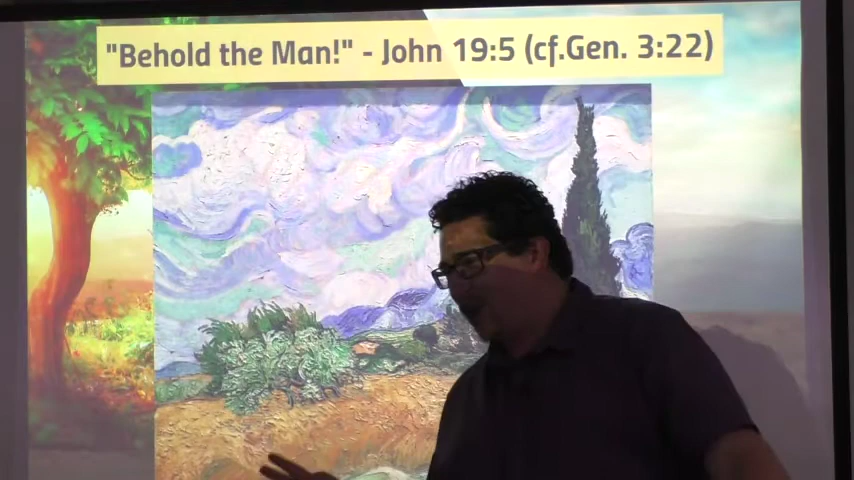 "Behold the Man!" - John 19:5 (cf.Gen. 3:22)